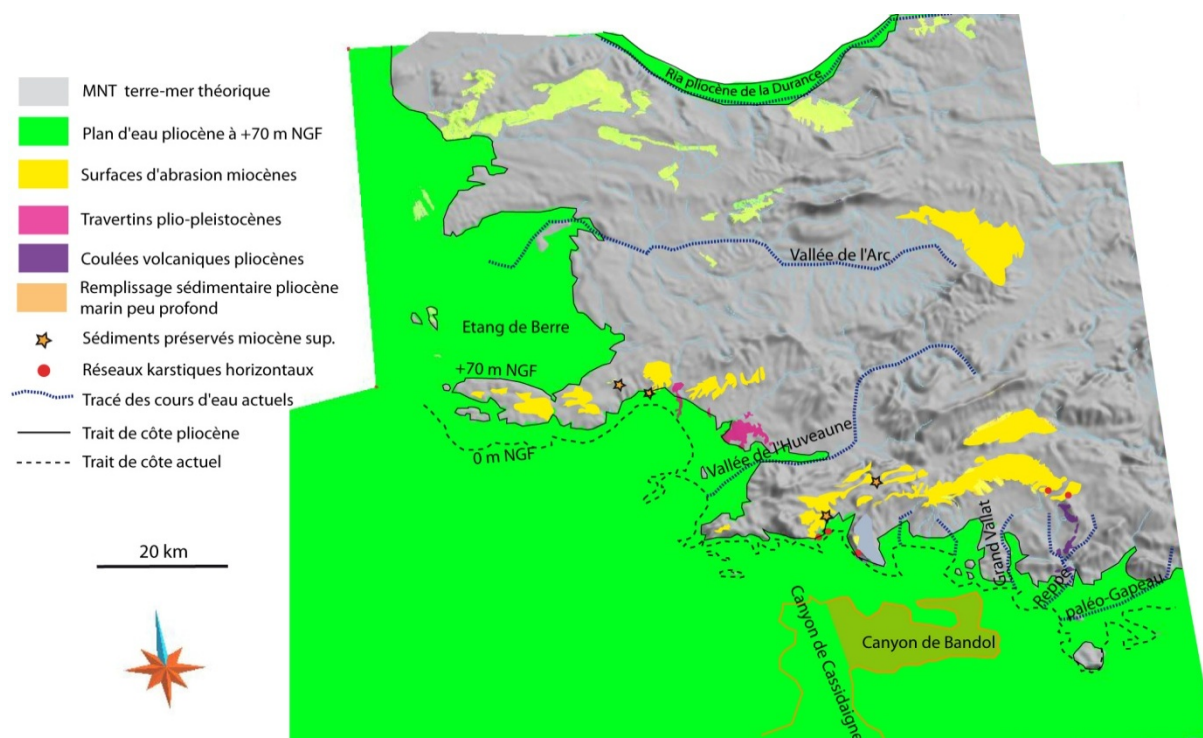 MNT terre-mer théorique
Plan d'eau pliocène à +70 m NGF
Surfaces d'abrasion miocènes
Travertins plio-pleistocènes
Coulées volcaniques pliocènes
Remplissage sédimentaire pliocène
marin peu profond
Sédiments préservés miocène sup.
Réseaux karstiques horizontaux
Tracé des cours d'eau actuels
Trait de côte pliocène
Trait de côte actuel
20 km
Ria pliocène de la Durance
Vallée de l'Arc
Etang de Berre
+70 m NGF
0 m NGF
Vallée de l'Huveaune
Grand Vallat
Reppe
paléo-Gapeau
Canyon de Cassidaigne
Canyon de Bandol